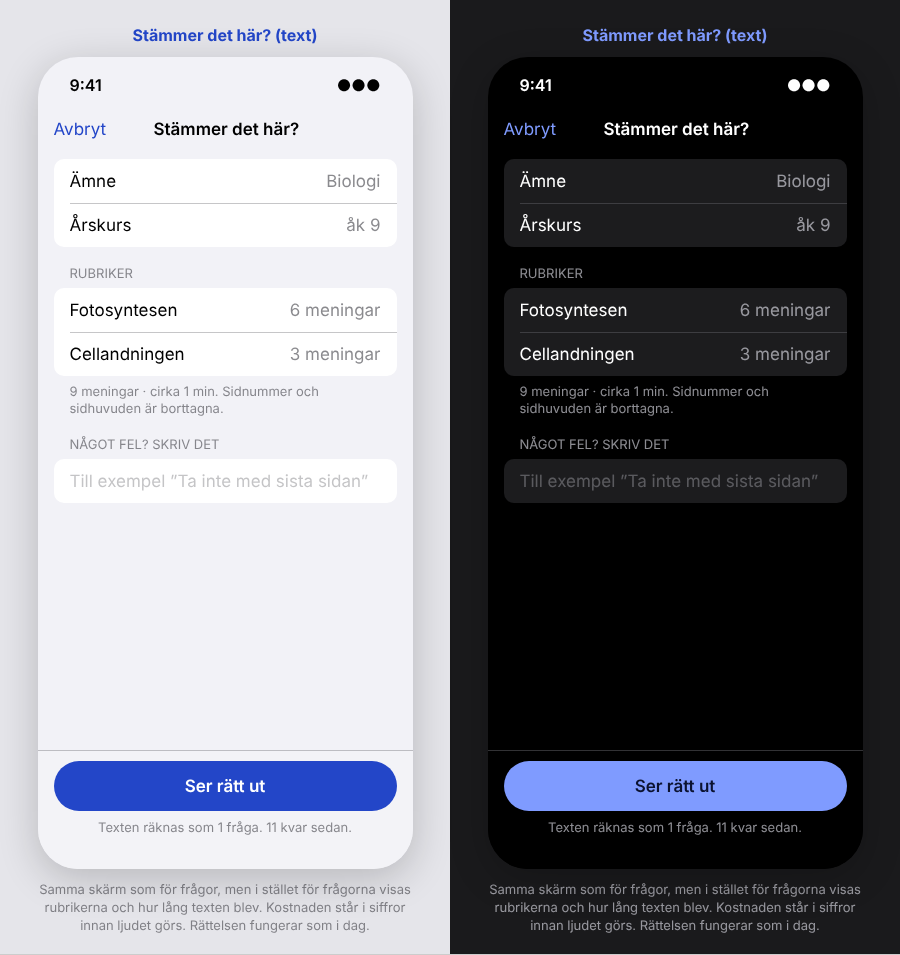 Stämmer det här? (text)
9:41
Avbryt
Stämmer det här?
Ämne
Biologi
Årskurs
åk 9
RUBRIKER
Fotosyntesen
6 meningar
Cellandningen
3 meningar
9 meningar · cirka 1 min. Sidnummer och
sidhuvuden är borttagna.
NÅGOT FEL? SKRIV DET
Till exempel ”Ta inte med sista sidan”
Ser rätt ut
Texten räknas som 1 fråga. 11 kvar sedan.
Samma skärm som för frågor, men i stället för frågorna visas
rubrikerna och hur lång texten blev. Kostnaden står i siffror
innan ljudet görs. Rättelsen fungerar som i dag.
Stämmer det här? (text)
9:41
Avbryt
Stämmer det här?
Ämne
Biologi
Årskurs
åk 9
RUBRIKER
Fotosyntesen
6 meningar
Cellandningen
3 meningar
9 meningar · cirka 1 min. Sidnummer och
sidhuvuden är borttagna.
NÅGOT FEL? SKRIV DET
Till exempel ”Ta inte med sista sidan”
Ser rätt ut
Texten räknas som 1 fråga. 11 kvar sedan.
Samma skärm som för frågor, men i stället för frågorna visas
rubrikerna och hur lång texten blev. Kostnaden står i siffror
innan ljudet görs. Rättelsen fungerar som i dag.